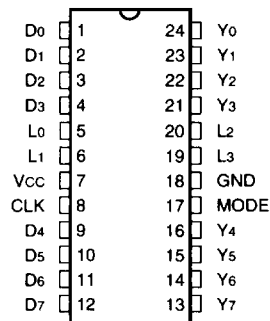 D0 1 24 Y0
D1 2 23 Y1
D2 3 22 Y2
D3 4 21 Y3
L0 5 20 L2
L1 6 19 L3
VCC 7 18 GND
CLK 8 17 MODE
D4 9 16 Y4
D5 10 15 Y5
D6 11 14 Y6
D7 12 13 Y7